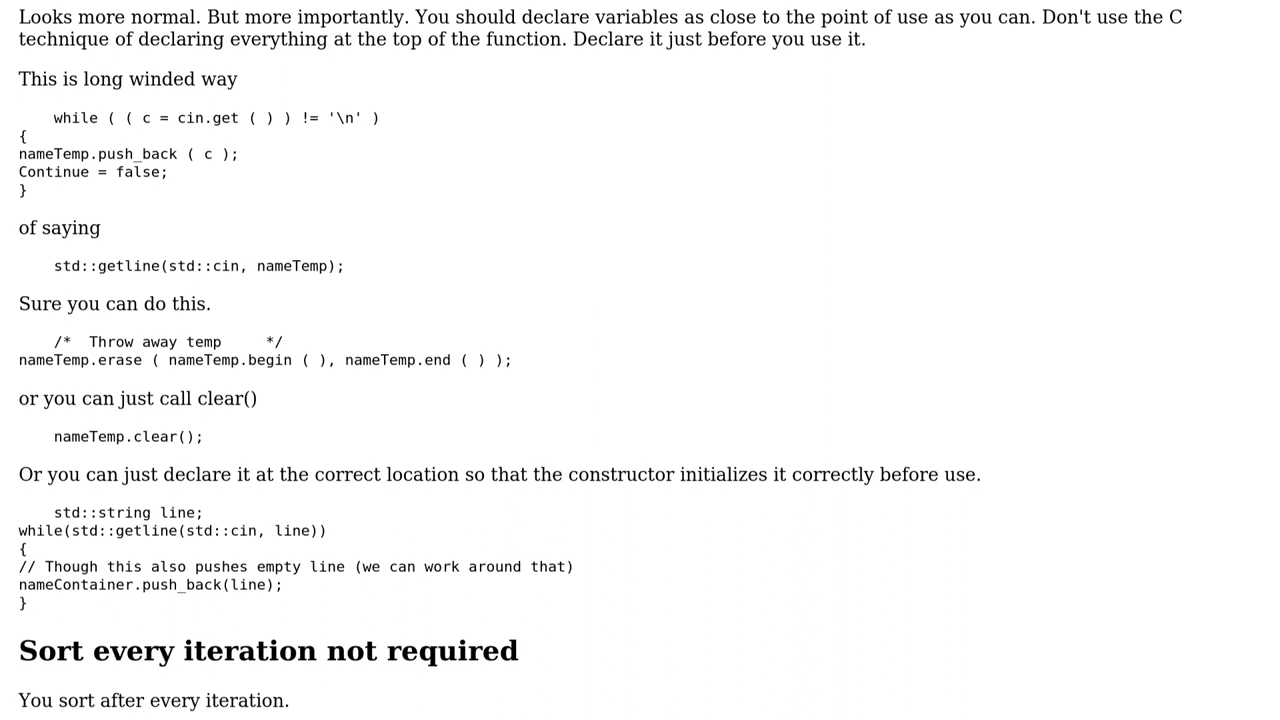 Looks more normal. But more importantly. You should declare variables as close to the point of use as you can. Don't use the C
technique of declaring everything at the top of the function. Declare it just before you use it.
This is long winded way
    while ( ( c = cin.get ( ) ) != '\n' )
{
nameTemp.push_back ( c );
Continue = false;
}
of saying
    std::getline(std::cin, nameTemp);
Sure you can do this.
    /*  Throw away temp     */
nameTemp.erase ( nameTemp.begin ( ), nameTemp.end ( ) );
or you can just call clear()
    nameTemp.clear();
Or you can just declare it at the correct location so that the constructor initializes it correctly before use.
    std::string line;
while(std::getline(std::cin, line))
{
// Though this also pushes empty line (we can work around that)
nameContainer.push_back(line);
}
Sort every iteration not required
You sort after every iteration.